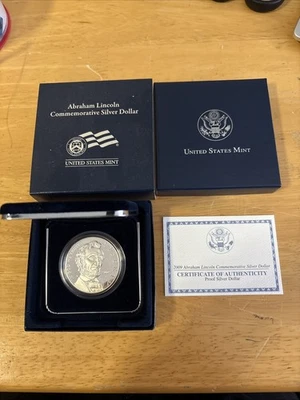 Abraham Lincoln
Commemorative Silver Dollar
UNITED STATES MINT
UNITED STATES MINT
2009 Abraham Lincoln Commemorative Silver Dollar
CERTIFICATE OF AUTHENTICITY
Proof Silver Dollar